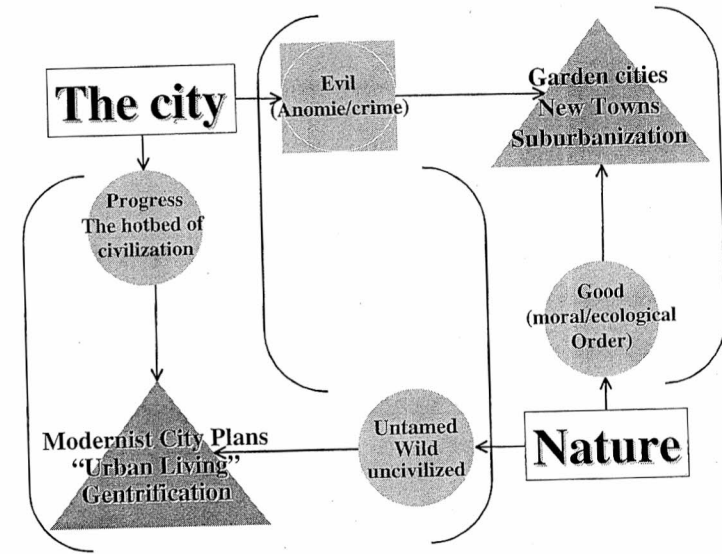 The city
Evil
(Anomie/crime)
Garden cities
New Towns
Suburbanization
Progress
The hotbed of
civilization
Good
(moral/ecological
Order)
Modernist City Plans
“Urban Living”
Gentrification
Untamed
Wild
uncivilized
Nature